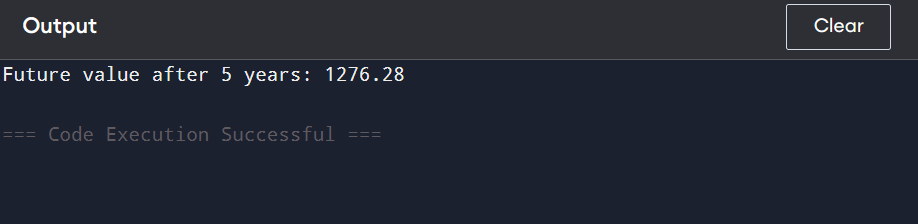 Output
Clear
Future value after 5 years: 1276.28
=== Code Execution Successful ===